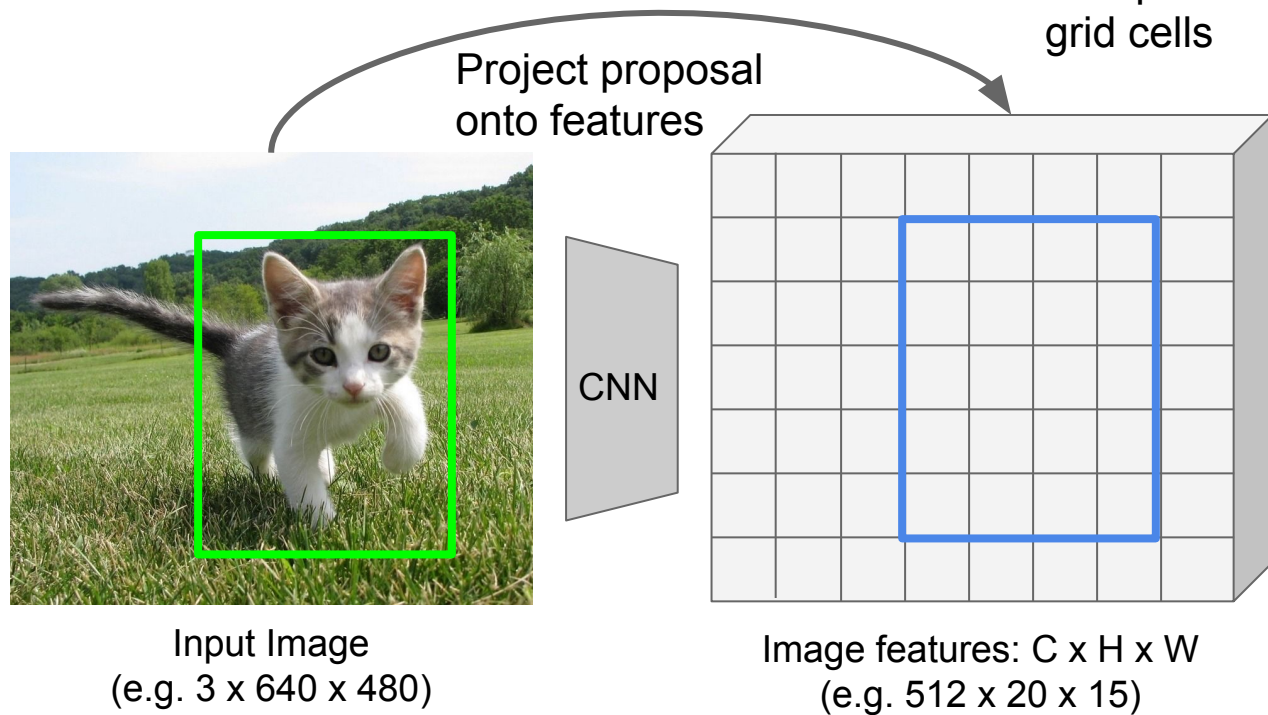 grid cells
Project proposal
onto features
CNN
Input Image
(e.g. 3 x 640 x 480)
Image features: C x H x W
(e.g. 512 x 20 x 15)